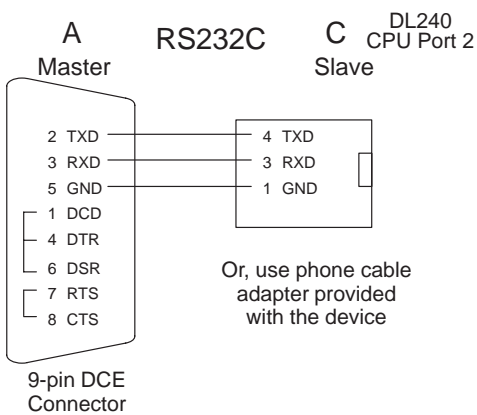 A
Master
RS232C
C
Slave
DL240
CPU Port 2
2 TXD
3 RXD
5 GND
1 DCD
4 DTR
6 DSR
7 RTS
8 CTS
4 TXD
3 RXD
1 GND
Or, use phone cable
adapter provided
with the device
9-pin DCE
Connector